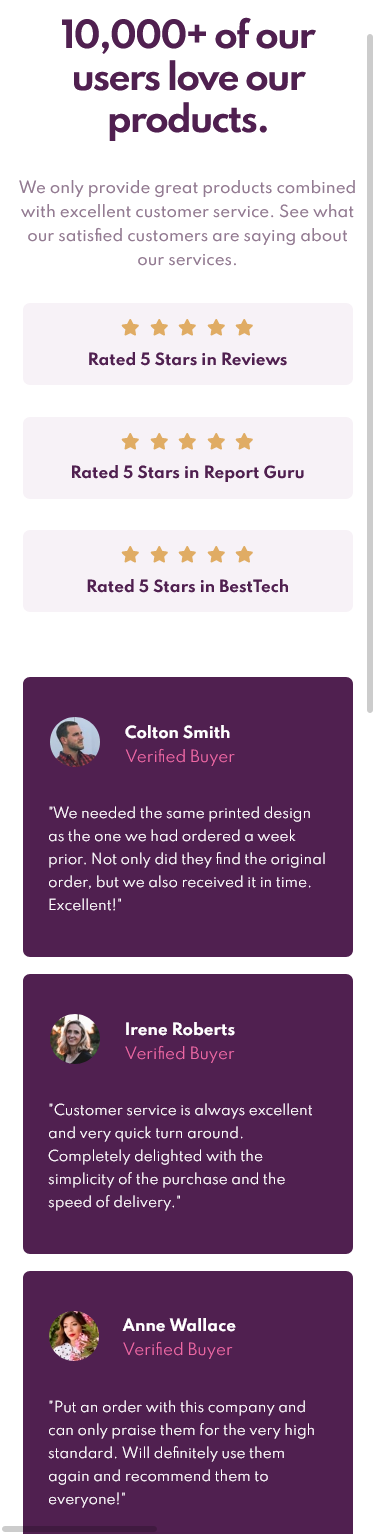 10,000+ of our
users love our
products.
We only provide great products combined
with excellent customer service. See what
our satisfied customers are saying about
our services.
Rated 5 Stars in Reviews
Rated 5 Stars in Report Guru
Rated 5 Stars in BestTech
Colton Smith
Verified Buyer
"We needed the same printed design
as the one we had ordered a week
prior. Not only did they find the original
order, but we also received it in time.
Excellent!"
Irene Roberts
Verified Buyer
"Customer service is always excellent
and very quick turn around.
Completely delighted with the
simplicity of the purchase and the
speed of delivery."
Anne Wallace
Verified Buyer
"Put an order with this company and
can only praise them for the very high
standard. Will definitely use them
again and recommend them to
everyone!"